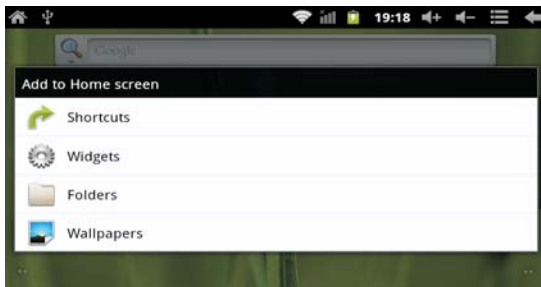 19:18
Google
Add to Home screen
Shortcuts
Widgets
Folders
Wallpapers